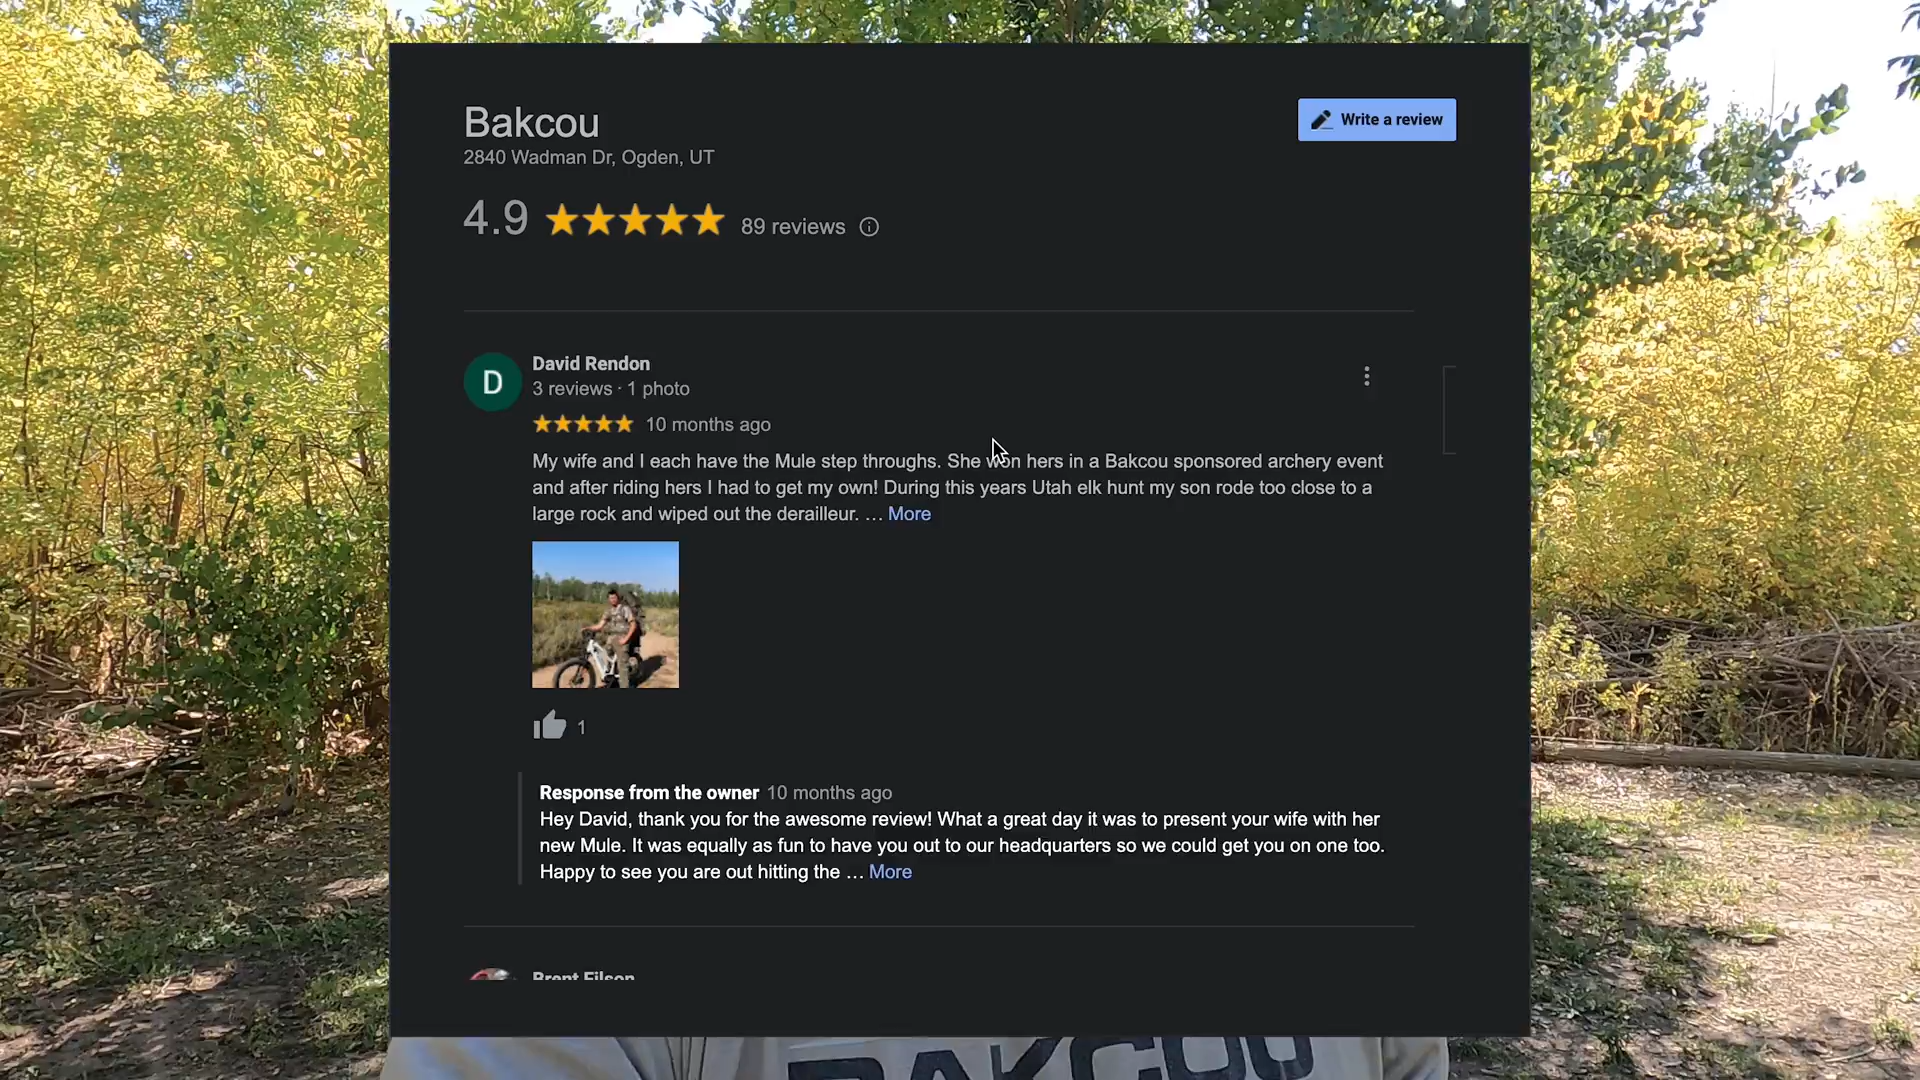 Bakcou
2840 Wadman Dr, Ogden, UT
Write a review
4.9
89 reviews
D
David Rendon
3 reviews · 1 photo
10 months ago
My wife and I each have the Mule step throughs. She won hers in a Bakcou sponsored archery event
and after riding hers I had to get my own! During this years Utah elk hunt my son rode too close to a
large rock and wiped out the derailleur. … More
1
Response from the owner 10 months ago
Hey David, thank you for the awesome review! What a great day it was to present your wife with her
new Mule. It was equally as fun to have you out to our headquarters so we could get you on one too.
Happy to see you are out hitting the … More
Brent Filson
BAKCOU